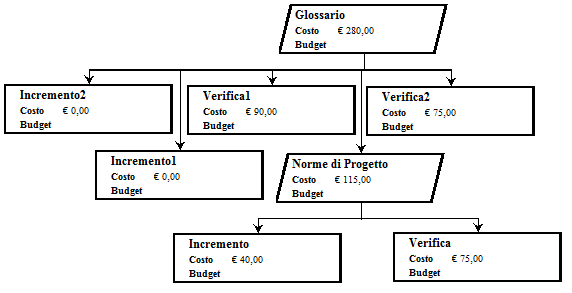 Glossario
Costo € 280,00
Budget
Incremento2
Costo € 0,00
Budget
Verifica1
Costo € 90,00
Budget
Verifica2
Costo € 75,00
Budget
Incremento1
Costo € 0,00
Budget
Norme di Progetto
Costo € 115,00
Budget
Incremento
Costo € 40,00
Budget
Verifica
Costo € 75,00
Budget